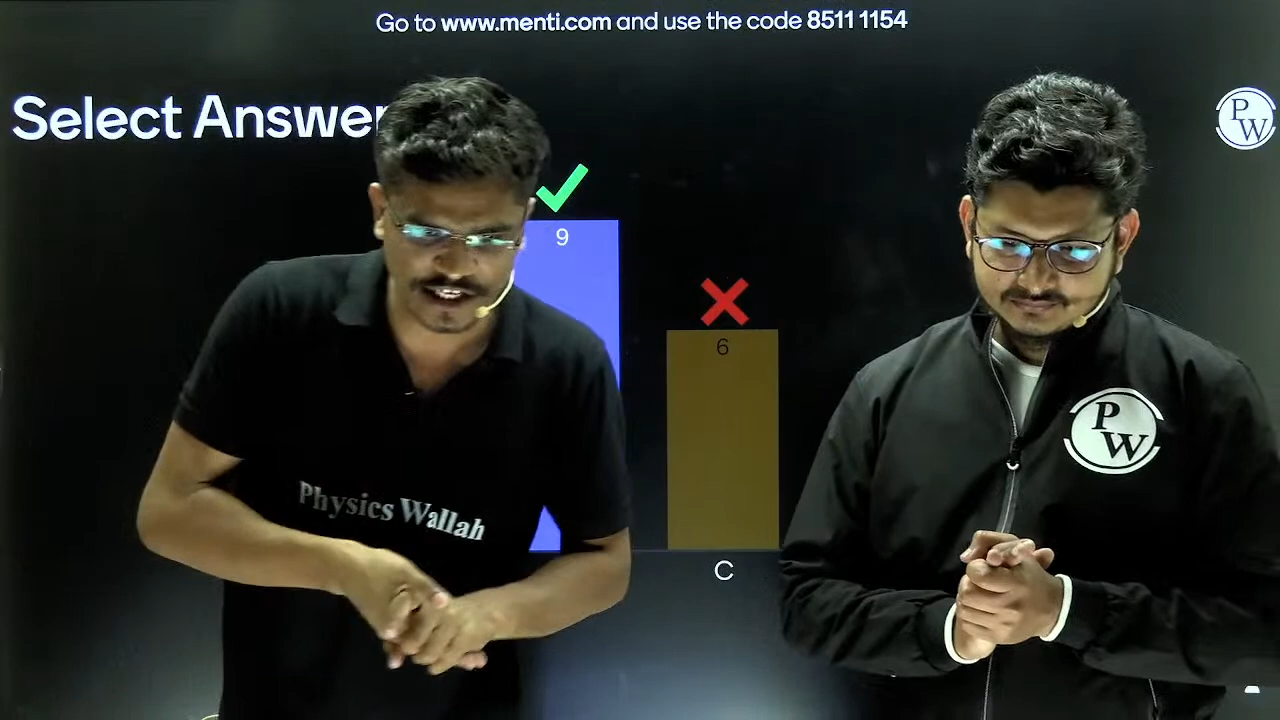 Go to www.menti.com and use the code 8511 1154
Select Answer
PW
9
6
PW
Physics Wallah
C